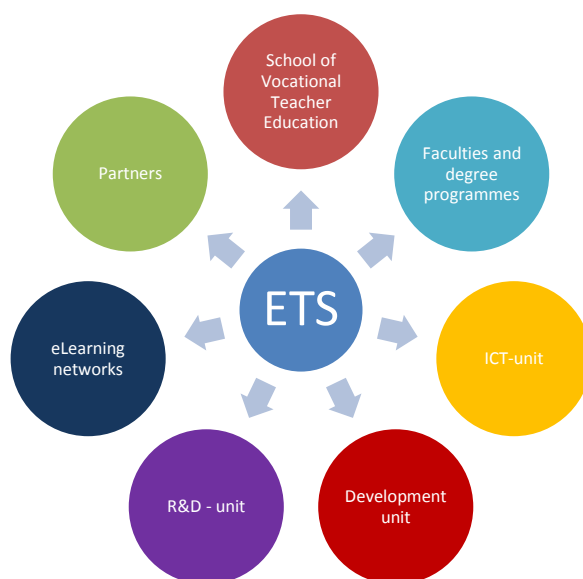 School of
Vocational
Teacher
Education
Faculties and
degree
programmes
ICT-unit
Development
unit
R&D - unit
eLearning
networks
Partners
ETS